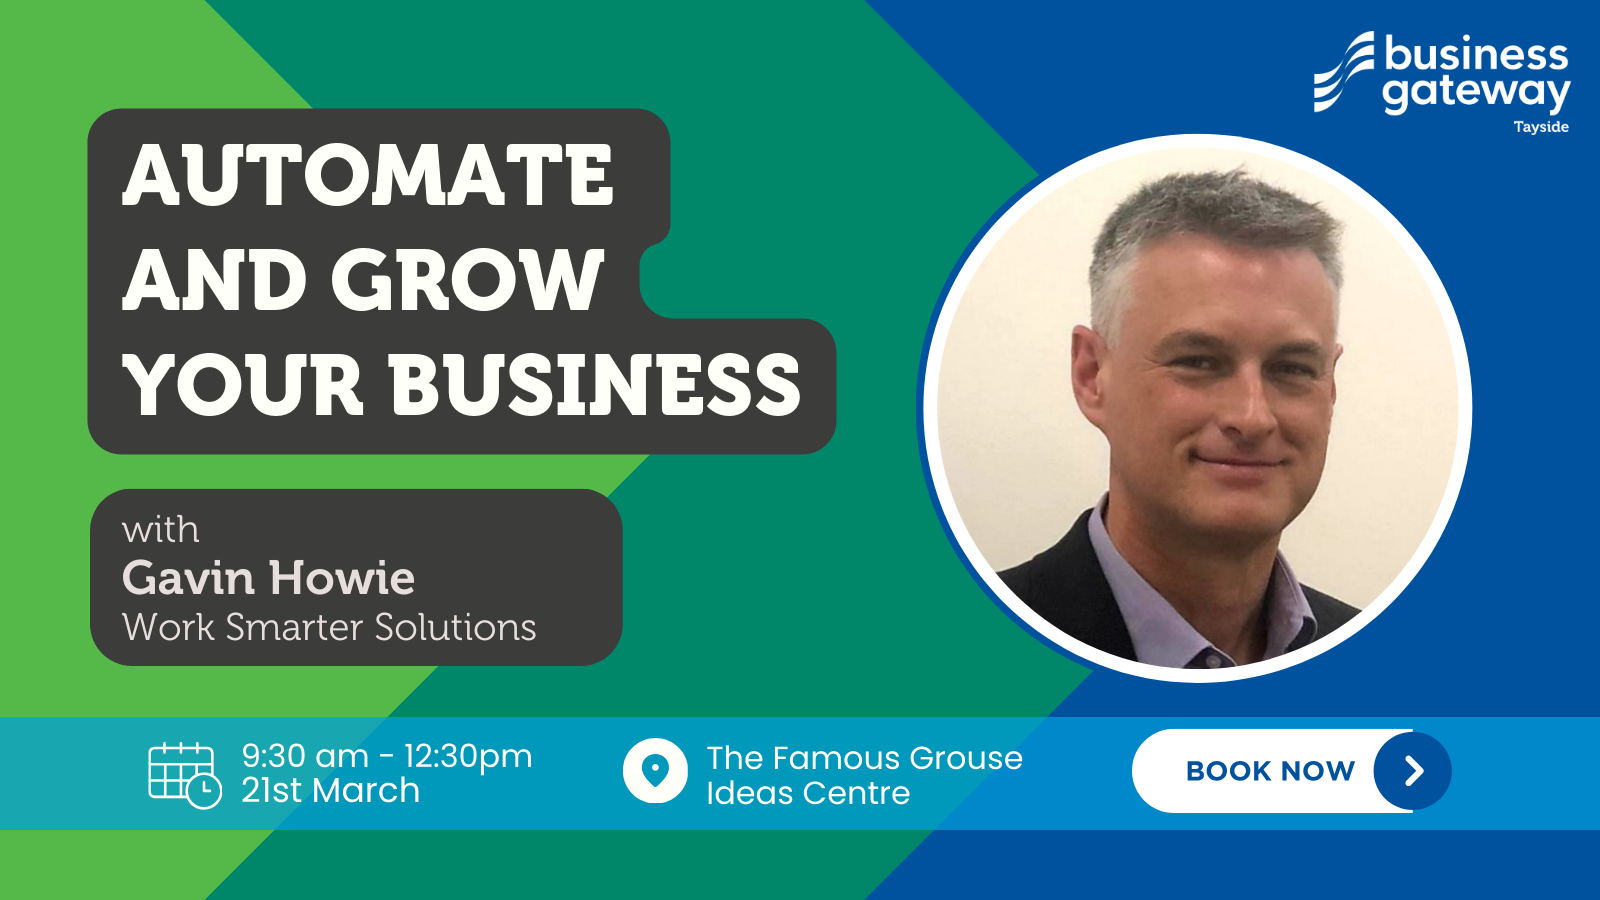 business
gateway
Tayside
AUTOMATE
AND GROW
YOUR BUSINESS
with
Gavin Howie
Work Smarter Solutions
9:30 am - 12:30pm
21st March
The Famous Grouse
Ideas Centre
BOOK NOW